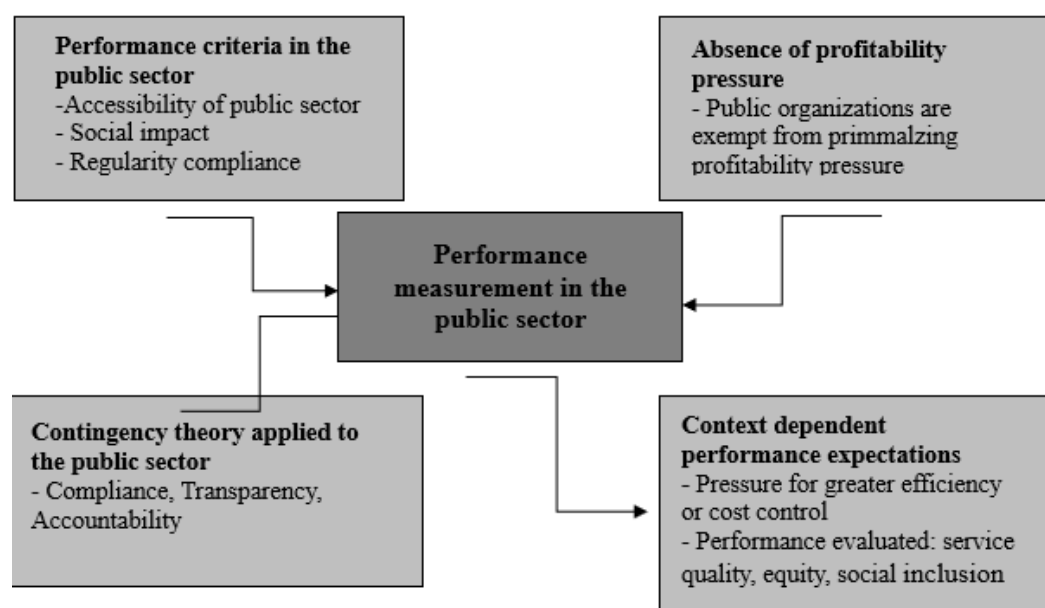 Performance criteria in the
public sector
-Accessibility of public sector
- Social impact
- Regularity compliance
Absence of profitability
pressure
- Public organizations are
exempt from primmalzing
profitability pressure
Performance
measurement in the
public sector
Contingency theory applied to
the public sector
- Compliance, Transparency,
Accountability
Context dependent
performance expectations
- Pressure for greater efficiency
or cost control
- Performance evaluated: service
quality, equity, social inclusion